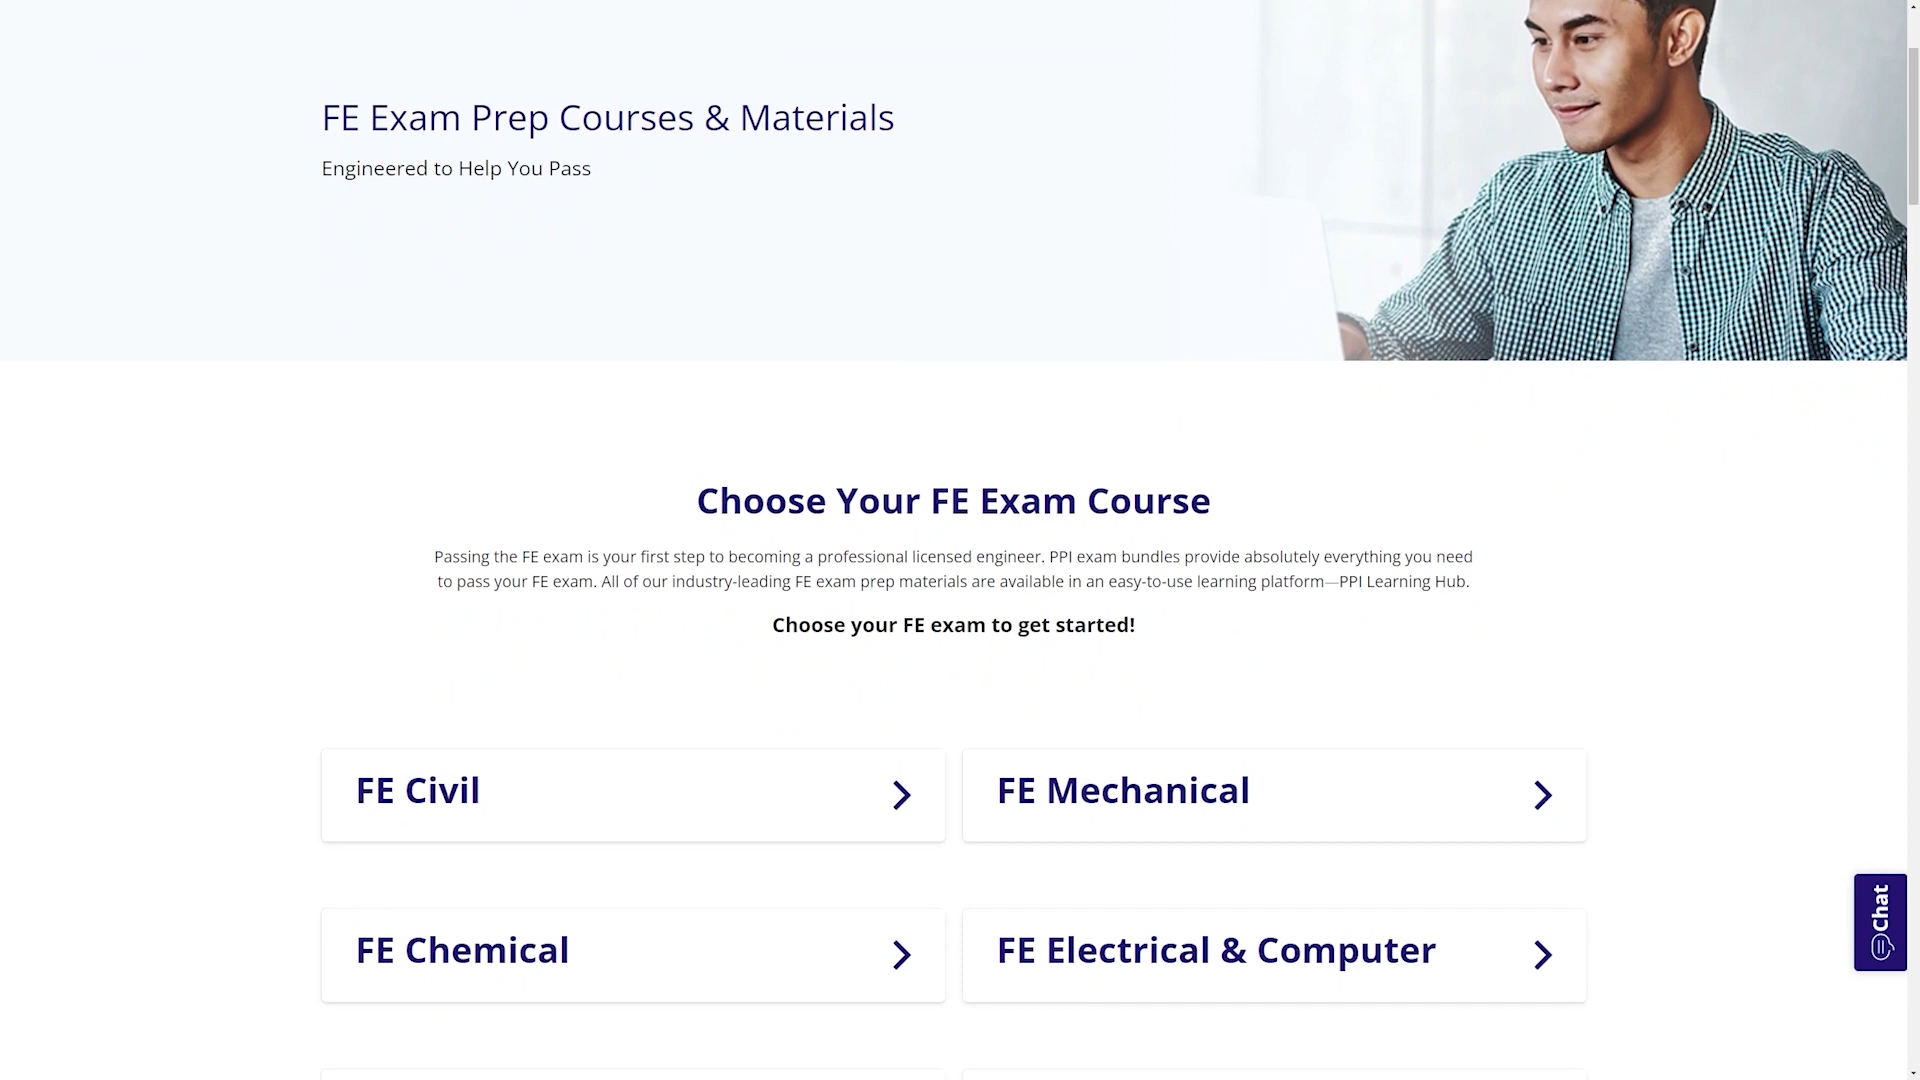 FE Exam Prep Courses & Materials
Engineered to Help You Pass
Choose Your FE Exam Course
Passing the FE exam is your first step to becoming a professional licensed engineer. PPI exam bundles provide absolutely everything you need
to pass your FE exam. All of our industry-leading FE exam prep materials are available in an easy-to-use learning platform—PPI Learning Hub.
Choose your FE exam to get started!
FE Civil
FE Mechanical
FE Chemical
FE Electrical & Computer
Chat